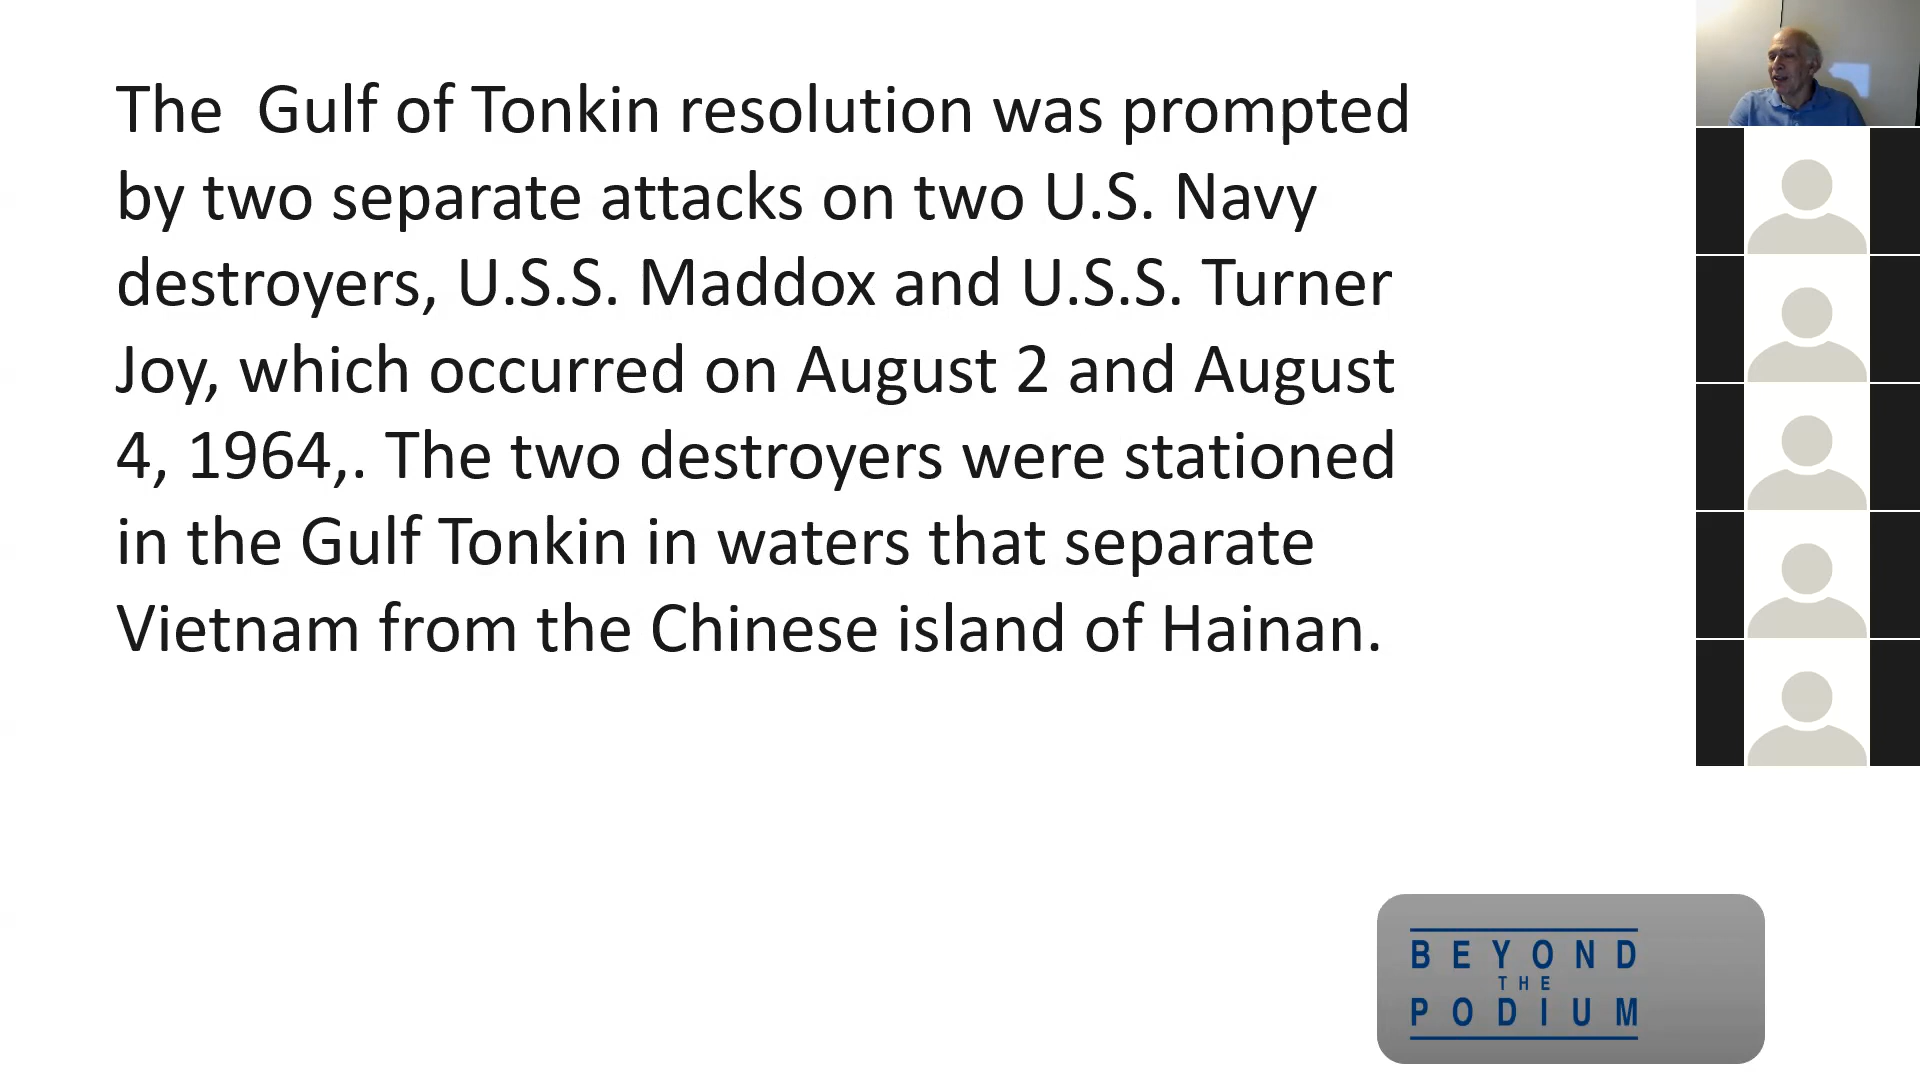 The  Gulf of Tonkin resolution was prompted
by two separate attacks on two U.S. Navy
destroyers, U.S.S. Maddox and U.S.S. Turner
Joy, which occurred on August 2 and August
4, 1964,. The two destroyers were stationed
in the Gulf Tonkin in waters that separate
Vietnam from the Chinese island of Hainan.
BEYOND
THE
PODIUM